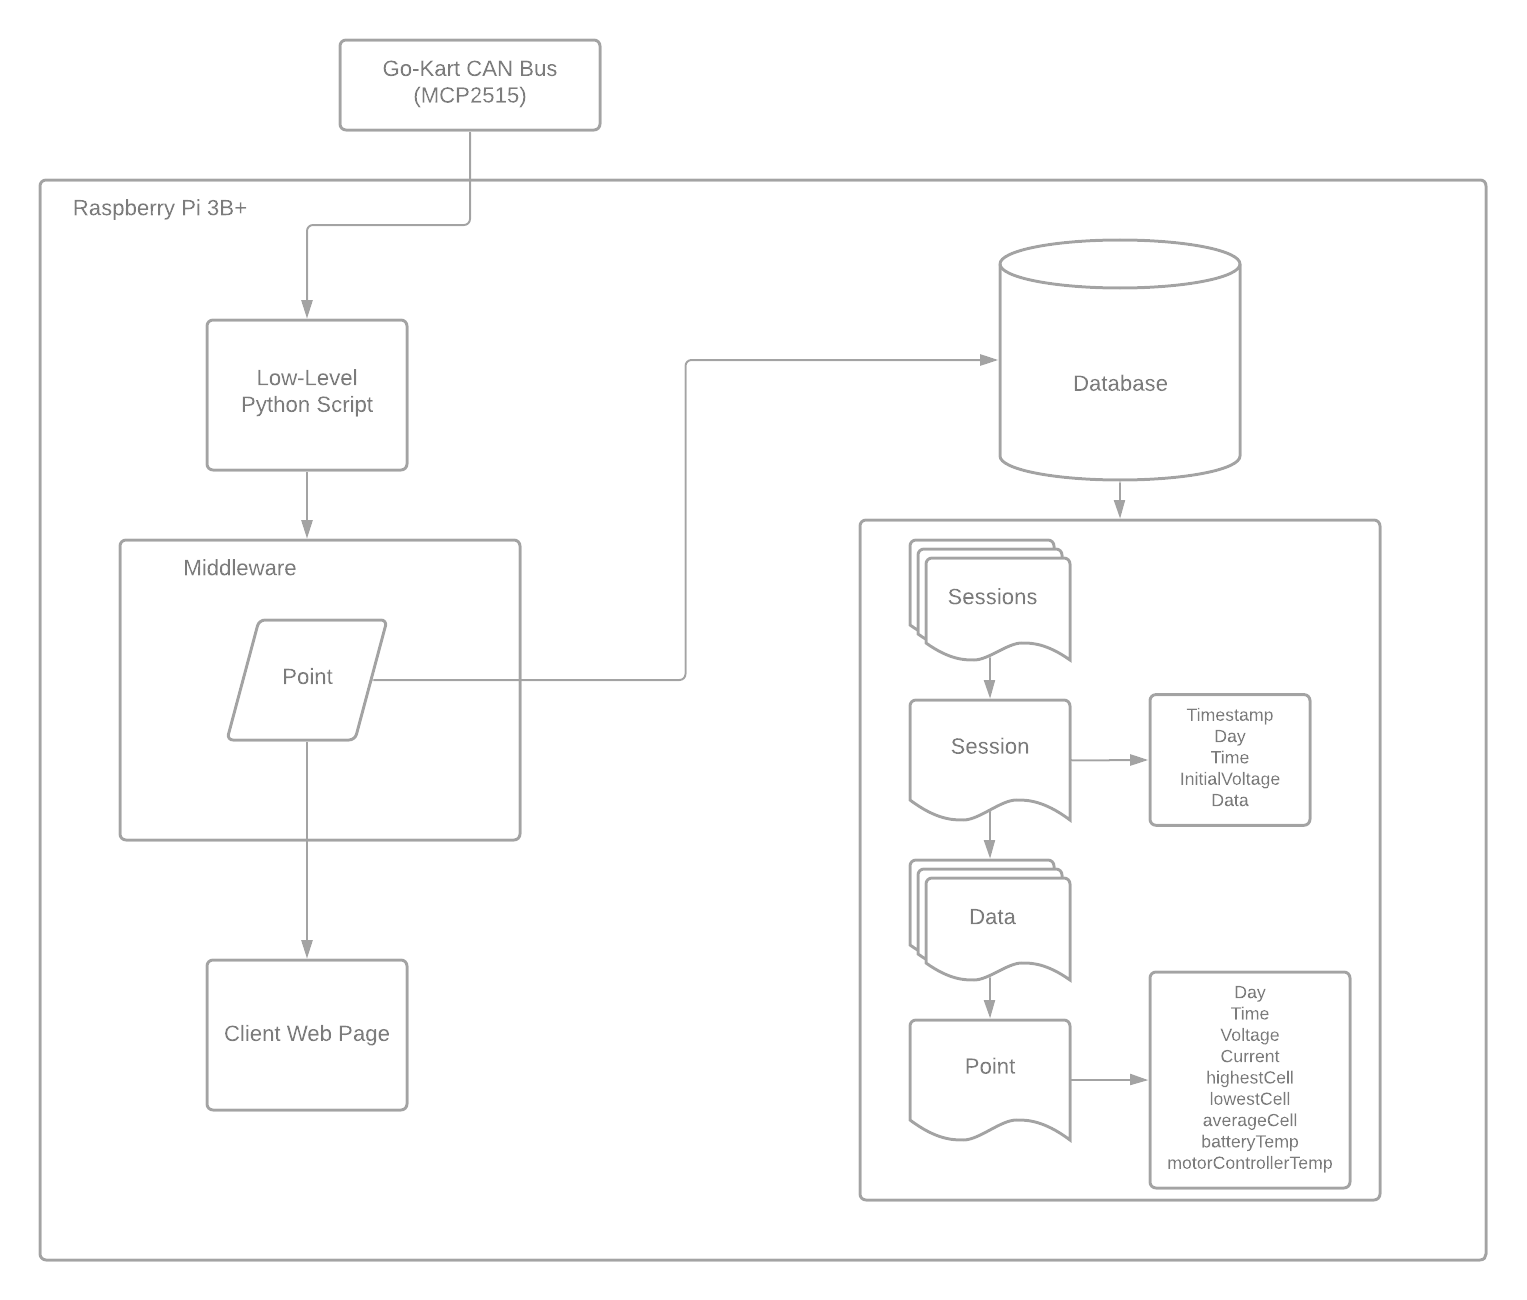 Go-Kart CAN Bus
(MCP2515)
Raspberry Pi 3B+
Low-Level
Python Script
Database
Middleware
Point
Client Web Page
Sessions
Session
Timestamp
Day
Time
InitialVoltage
Data
Data
Point
Day
Time
Voltage
Current
highestCell
lowestCell
averageCell
batteryTemp
motorControllerTemp